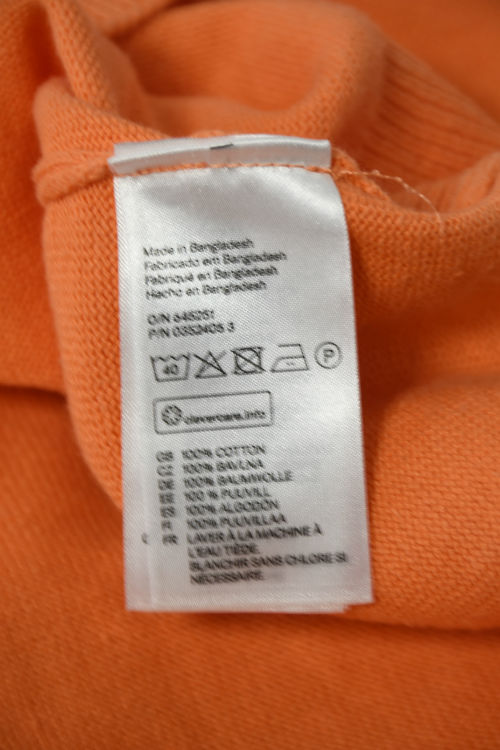 Made in Bangladesh
Fabricado em Bangladesh
Fabriqué en Bangladesh
Hecho en Bangladesh
O/N 645251
P/N 0352405 3
40 P
clevercare.info
GB 100% COTTON
CZ 100% BAVLNA
DE 100% BAUMWOLLE
EE 100 % PUUVILL
ES 100% ALGODÓN
FI 100% PUUVILLAA
FR LAVER À LA MACHINE À
L'EAU TIÈDE.
BLANCHIR SANS CHLORE SI
NÉCESSAIRE.